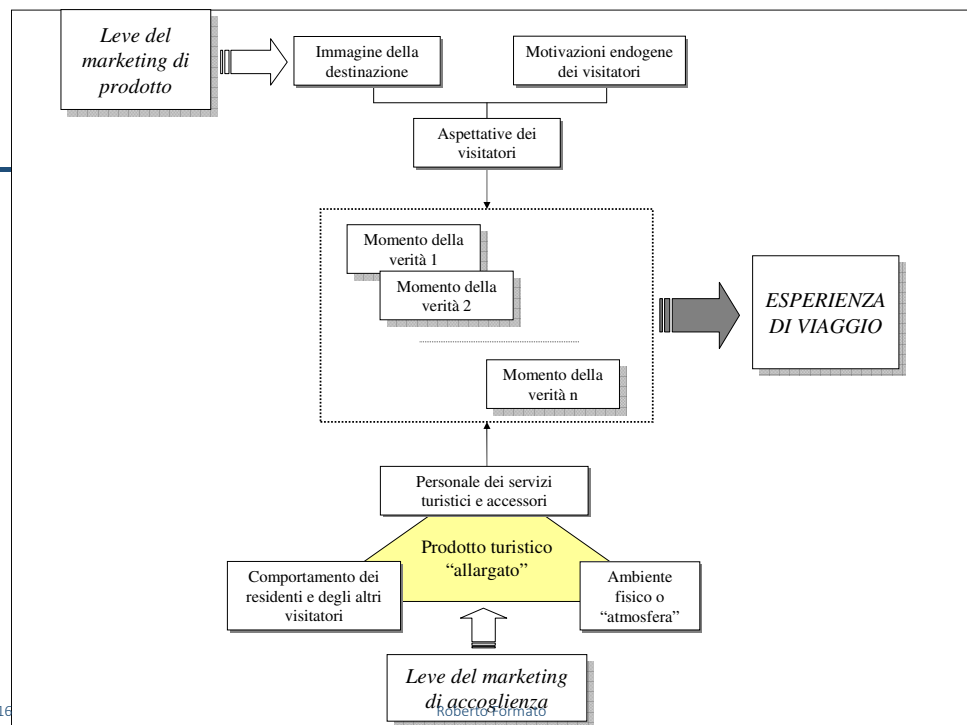 Leve del
marketing di
prodotto
Immagine della
destinazione
Motivazioni endogene
dei visitatori
Aspettative dei
visitatori
Momento della
verità 1
Momento della
verità 2
Momento della
verità n
ESPERIENZA
DI VIAGGIO
Personale dei servizi
turistici e accessori
Prodotto turistico
“allargato”
Comportamento dei
residenti e degli altri
visitatori
Ambiente
fisico o
“atmosfera”
Leve del marketing
di accoglienza
16
Roberto Formato